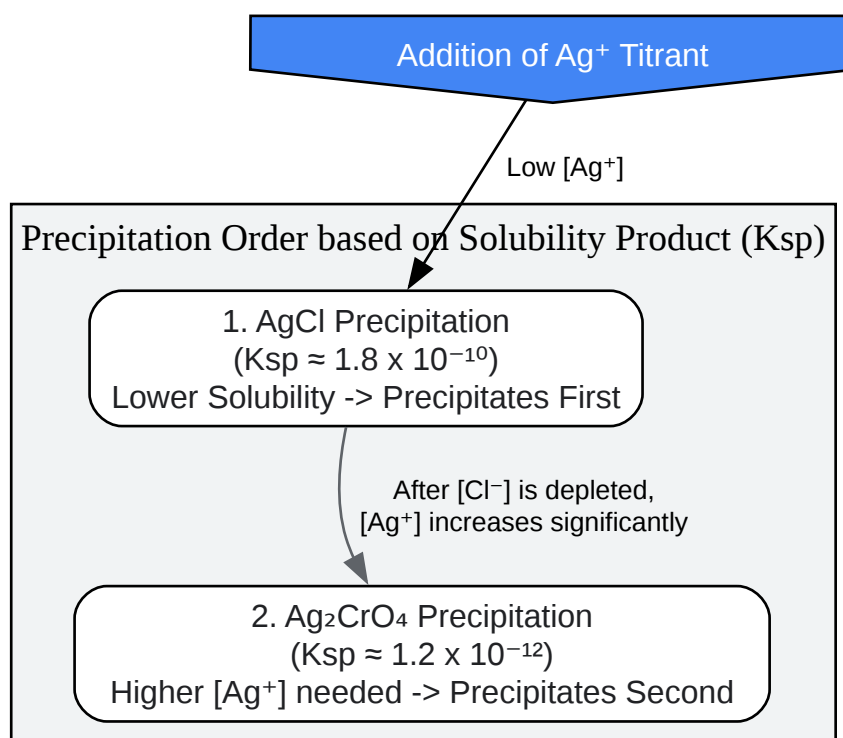 Addition of Ag⁺ Titrant
Low [Ag⁺]
Precipitation Order based on Solubility Product (Ksp)
1. AgCl Precipitation
(Ksp ≈ 1.8 x 10⁻¹⁰)
Lower Solubility -> Precipitates First
After [Cl⁻] is depleted,
[Ag⁺] increases significantly
2. Ag₂CrO₄ Precipitation
(Ksp ≈ 1.2 x 10⁻¹²)
Higher [Ag⁺] needed -> Precipitates Second